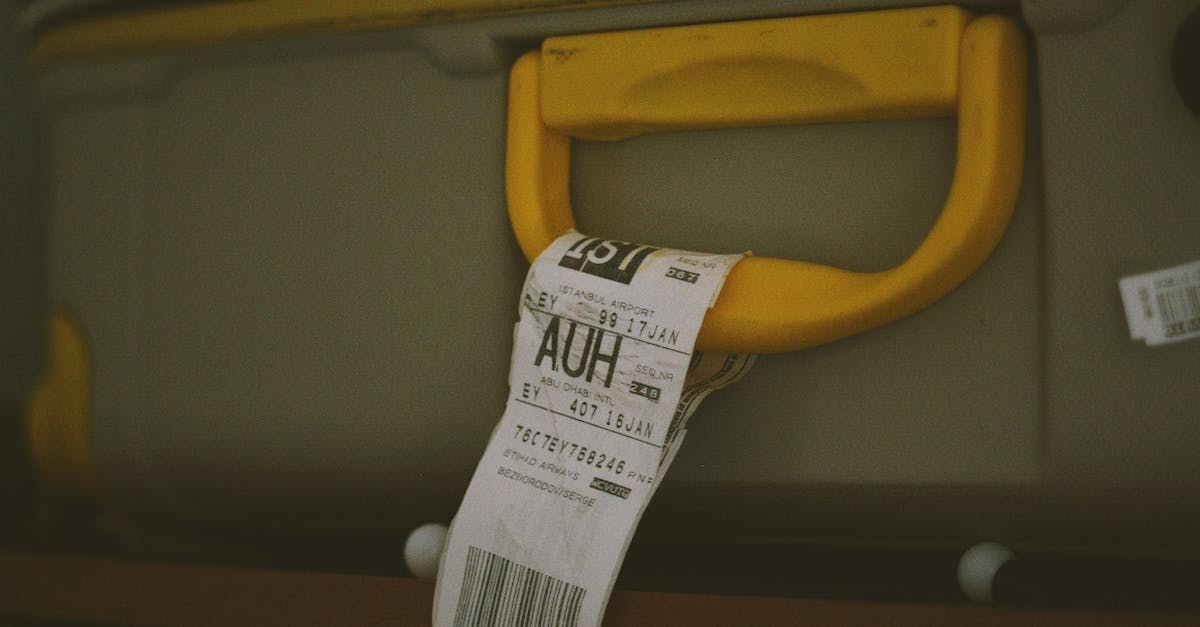 IST
SEQ NR
067
ISTANBUL AIRPORT
EY 99 17JAN
AUH
SEQ NR
248
ABU DHABI INTL
EY 407 16JAN
76C7EY758246 PNR
ETIHAD AIRWAYS
BEZBORODOV/SERGE